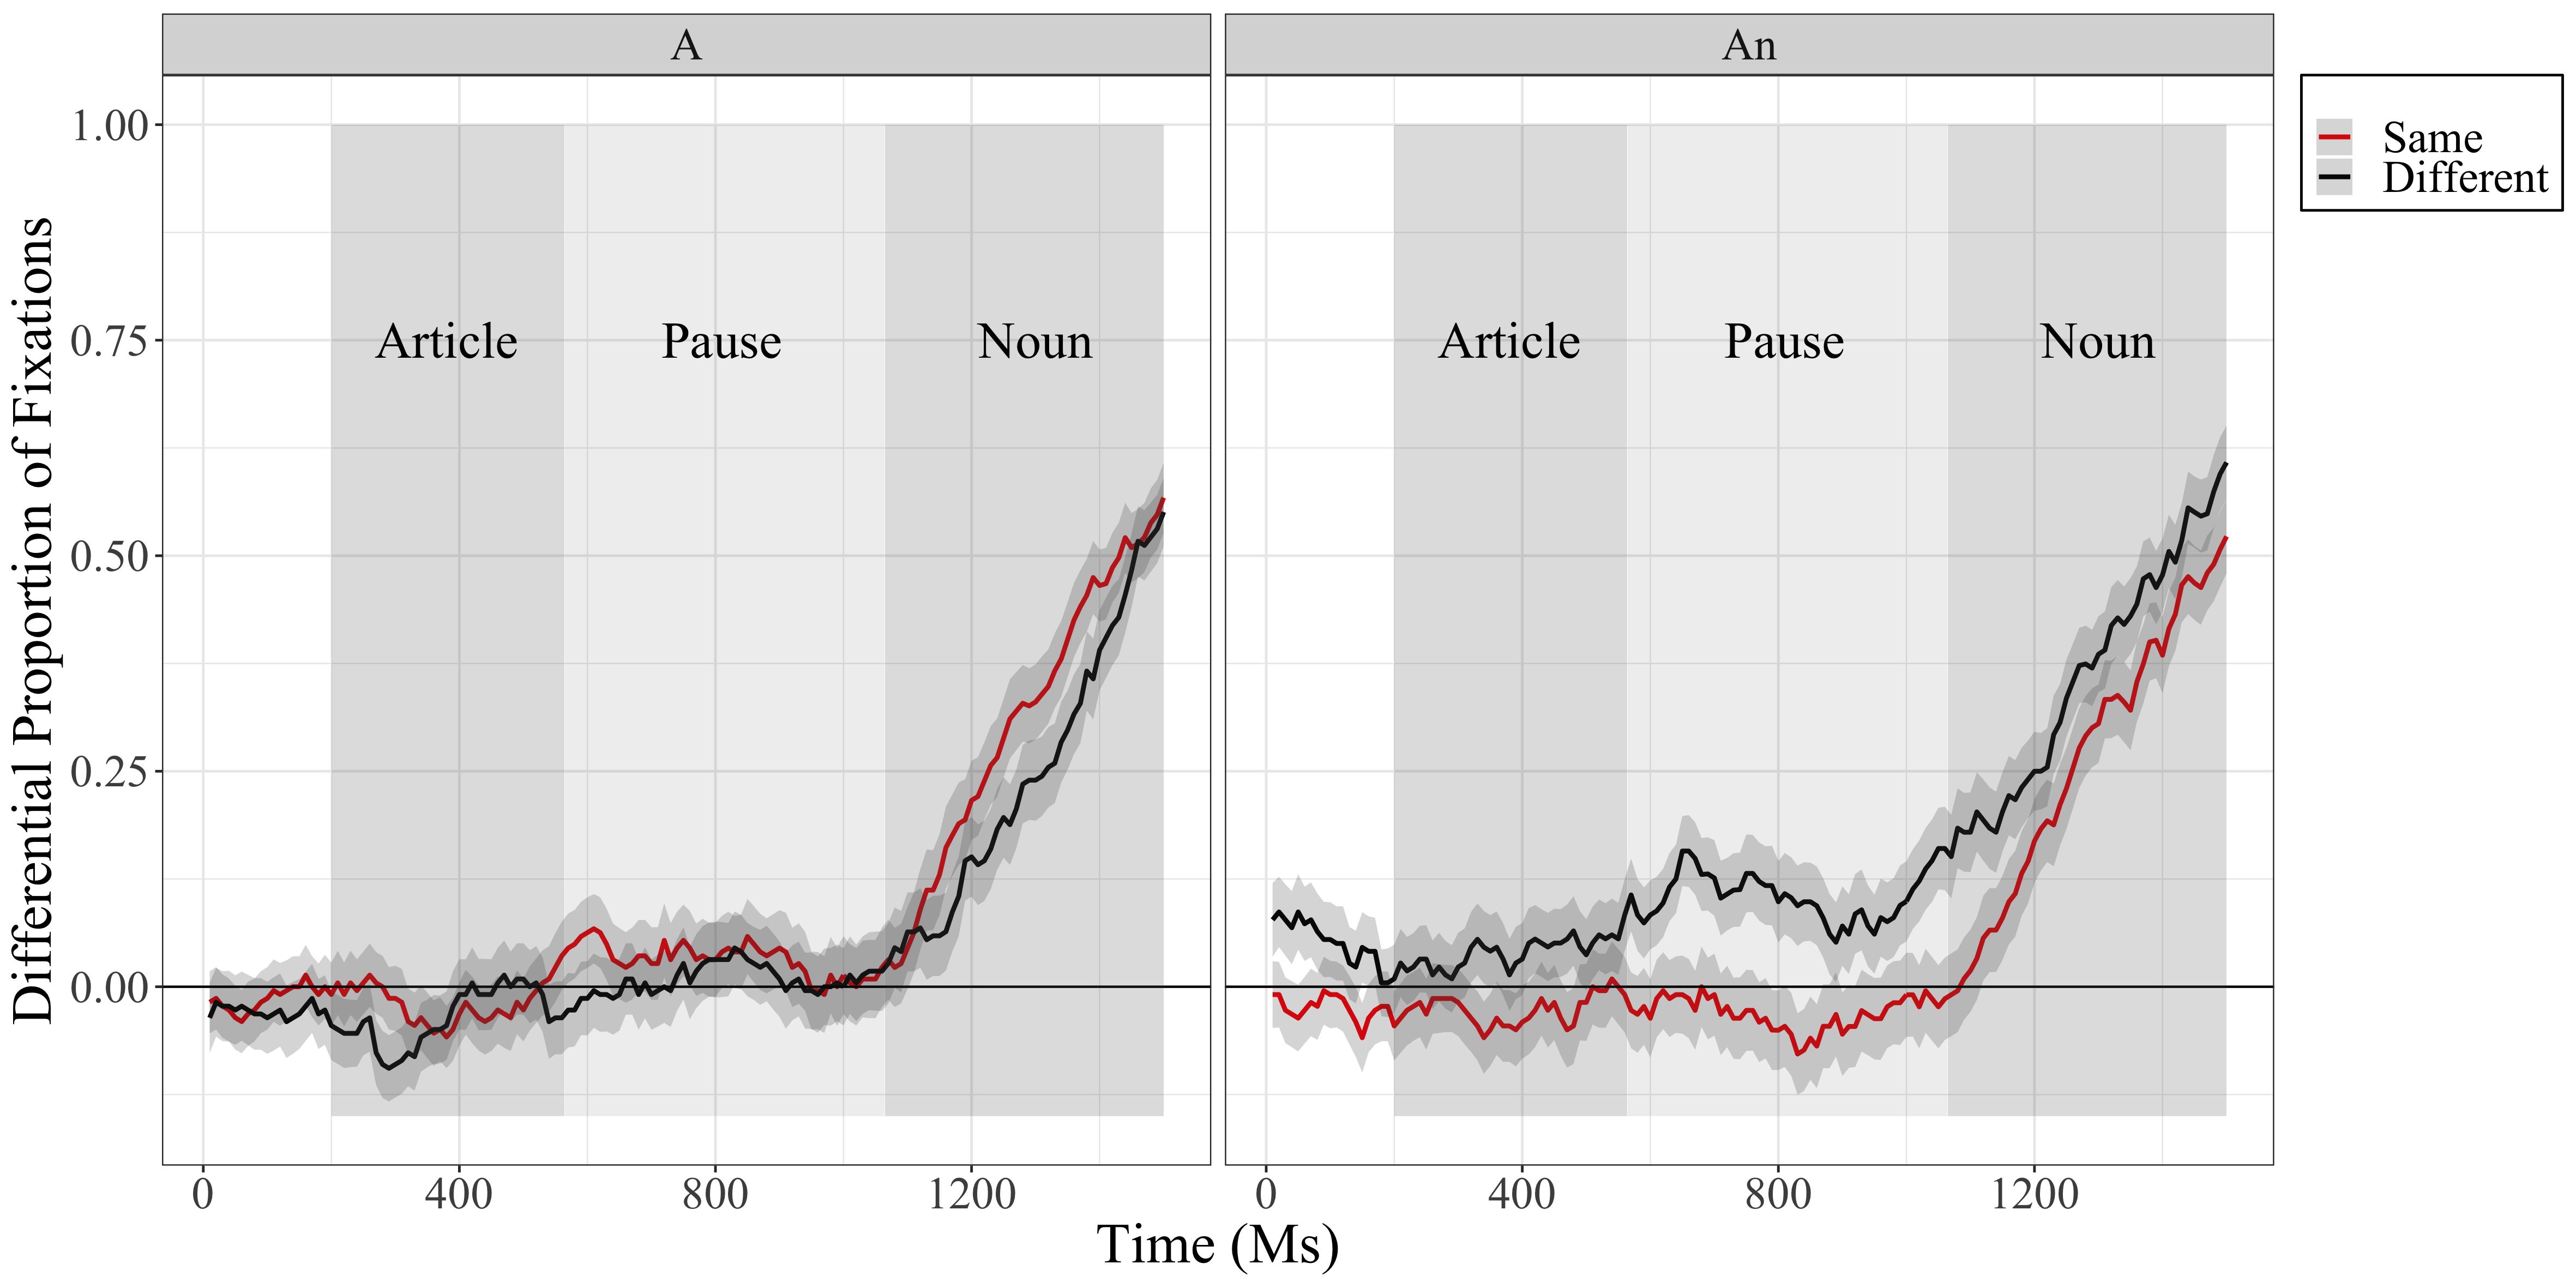 A
An
Same
Different
1.00
0.75
0.50
0.25
0.00
Differential Proportion of Fixations
Article
Pause
Noun
Article
Pause
Noun
0
400
800
1200
0
400
800
1200
Time (Ms)